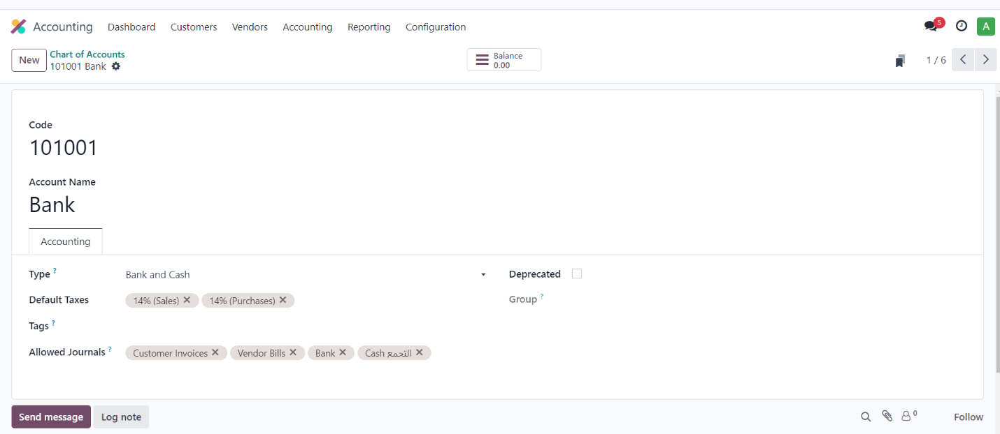 Accounting Dashboard Customers Vendors Accounting Reporting Configuration 5 A
New Chart of Accounts
101001 Bank
Balance
0.00
1 / 6
Code
101001
Account Name
Bank
Accounting
Type ? Bank and Cash
Deprecated
Default Taxes 14% (Sales) 14% (Purchases)
Group ?
Tags ?
Allowed Journals ? Customer Invoices Vendor Bills Bank Cash التجمع
Send message Log note 0 Follow